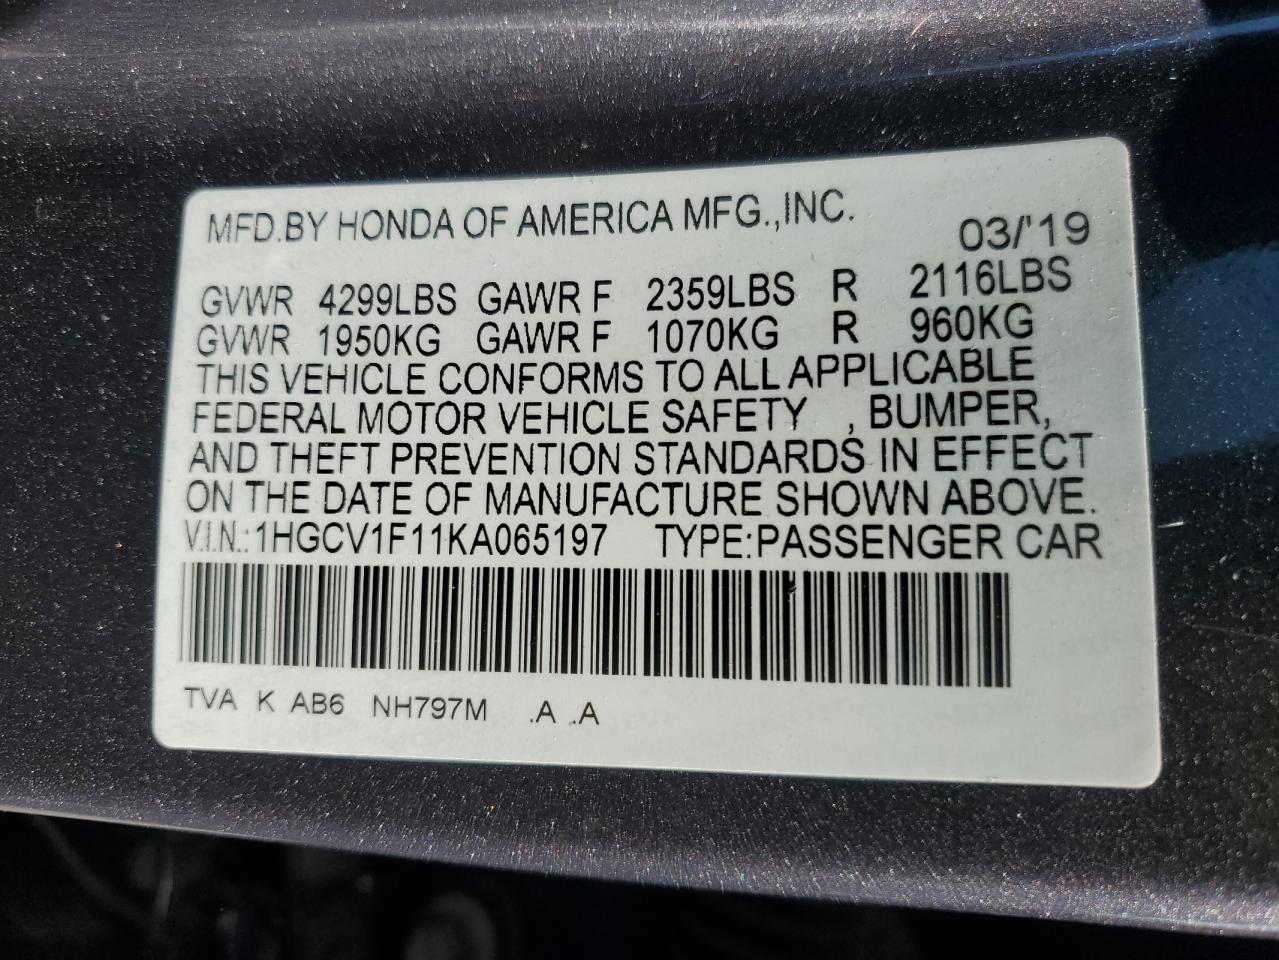 MFD.BY HONDA OF AMERICA MFG.,INC. 03/'19
GVWR 4299LBS GAWR F 2359LBS R 2116LBS
GVWR 1950KG GAWR F 1070KG R 960KG
THIS VEHICLE CONFORMS TO ALL APPLICABLE
FEDERAL MOTOR VEHICLE SAFETY , BUMPER,
AND THEFT PREVENTION STANDARDS IN EFFECT
ON THE DATE OF MANUFACTURE SHOWN ABOVE.
V.I.N.:1HGCV1F11KA065197 TYPE:PASSENGER CAR
TVA K AB6 NH797M .A .A